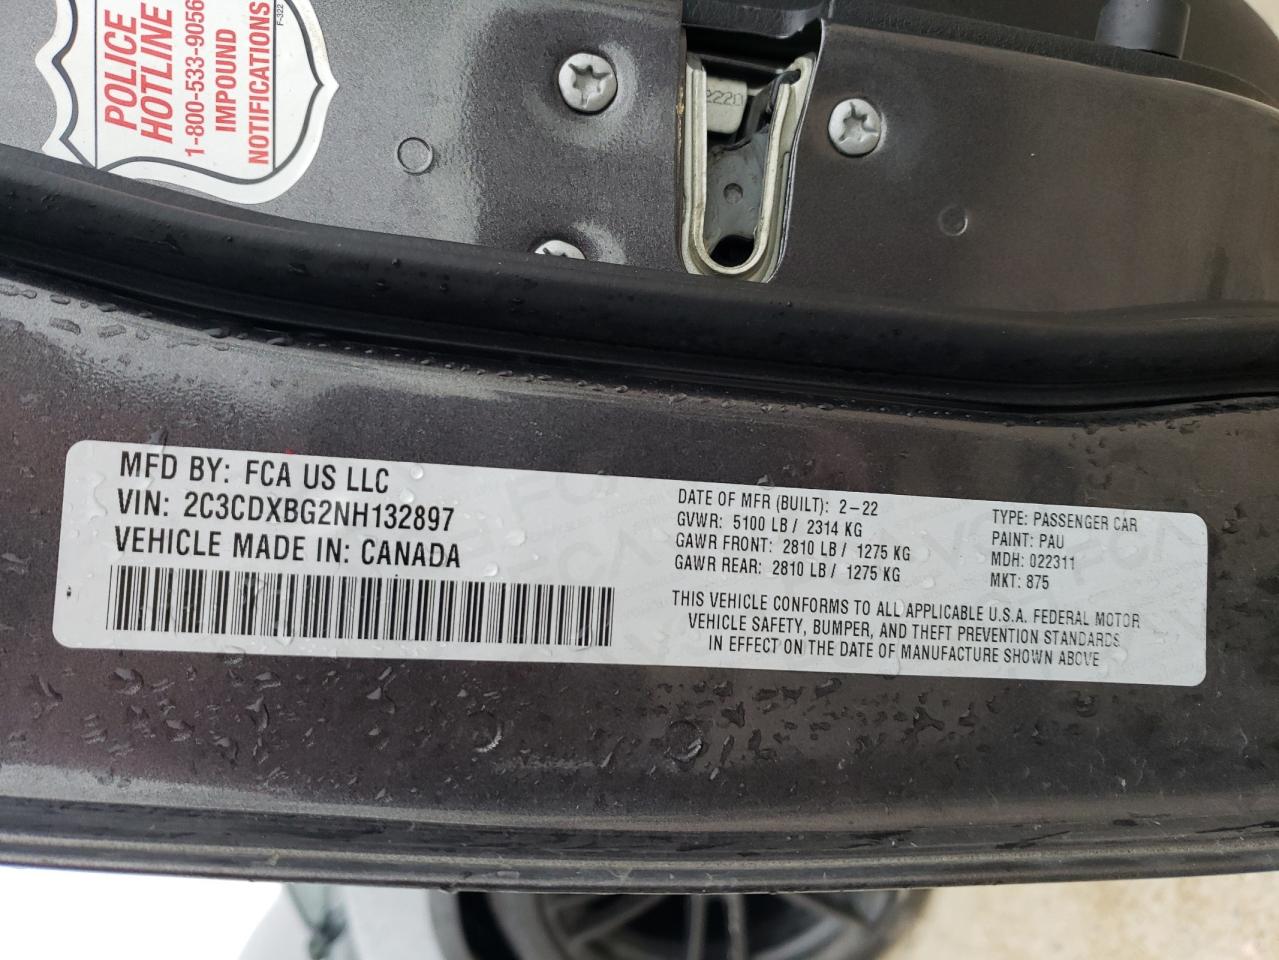 POLICE
HOTLINE
1-800-533-9056
IMPOUND
NOTIFICATIONS
F-322
2220
MFD BY: FCA US LLC
VIN: 2C3CDXBG2NH132897
VEHICLE MADE IN: CANADA
DATE OF MFR (BUILT): 2-22
GVWR: 5100 LB / 2314 KG
GAWR FRONT: 2810 LB / 1275 KG
GAWR REAR: 2810 LB / 1275 KG
TYPE: PASSENGER CAR
PAINT: PAU
MDH: 022311
MKT: 875
THIS VEHICLE CONFORMS TO ALL APPLICABLE U.S.A. FEDERAL MOTOR
VEHICLE SAFETY, BUMPER, AND THEFT PREVENTION STANDARDS
IN EFFECT ON THE DATE OF MANUFACTURE SHOWN ABOVE